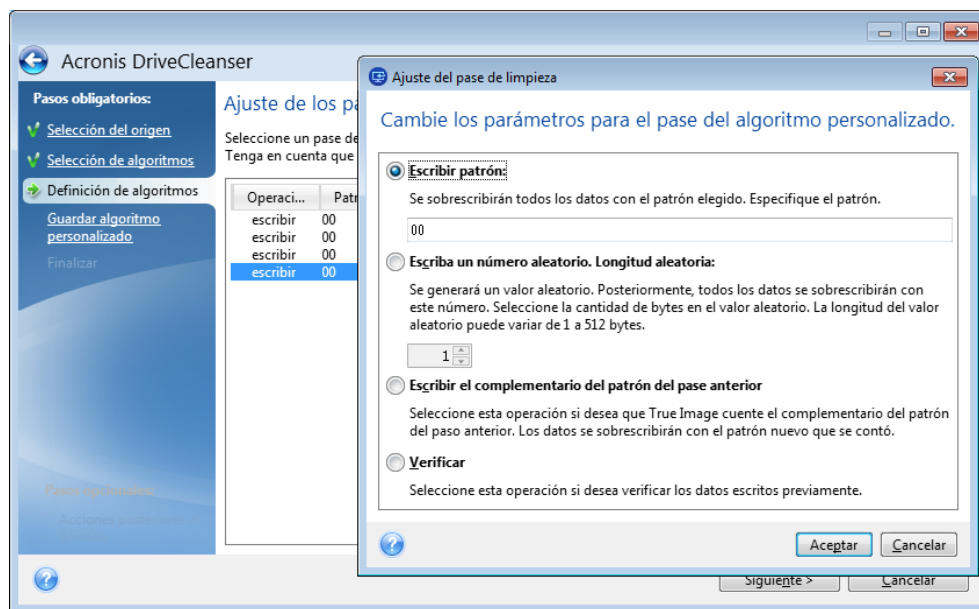 Acronis DriveCleanser
Pasos obligatorios:
Selección del origen
Selección de algoritmos
Definición de algoritmos
Guardar algoritmo
personalizado
Finalizar
Ajuste de los pa
Seleccione un pase de
Tenga en cuenta que
Operaci... Patr
escribir 00
escribir 00
escribir 00
escribir 00
Ajuste del pase de limpieza
Cambie los parámetros para el pase del algoritmo personalizado.
Escribir patrón:
Se sobrescribirán todos los datos con el patrón elegido. Especifique el patrón.
00
Escriba un número aleatorio. Longitud aleatoria:
Se generará un valor aleatorio. Posteriormente, todos los datos se sobrescribirán con
este número. Seleccione la cantidad de bytes en el valor aleatorio. La longitud del valor
aleatorio puede variar de 1 a 512 bytes.
1
Escribir el complementario del patrón del pase anterior
Seleccione esta operación si desea que True Image cuente el complementario del patrón
del paso anterior. Los datos se sobrescribirán con el patrón nuevo que se contó.
Verificar
Seleccione esta operación si desea verificar los datos escritos previamente.
Aceptar Cancelar
Pasos
Acciones
Siguiente > Cancelar